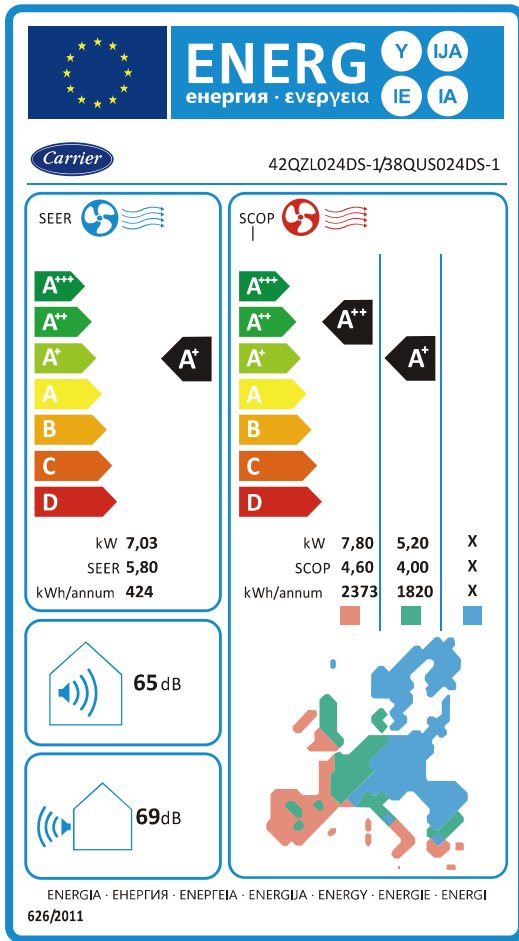 ENERG
енергия · ενεργεια
Y IJA
IE IA
Carrier
42QZL024DS-1/38QUS024DS-1
SEER
A+++
A++
A+
A
B
C
D
A+
kW 7,03
SEER 5,80
kWh/annum 424
SCOP
A+++
A++
A+
A
B
C
D
A++
A+
kW 7,80 5,20 X
SCOP 4,60 4,00 X
kWh/annum 2373 1820 X
65 dB
69 dB
ENERGIA · ЕНЕРГИЯ · ΕΝΕΡΓΕΙΑ · ENERGIJA · ENERGY · ENERGIE · ENERGI
626/2011